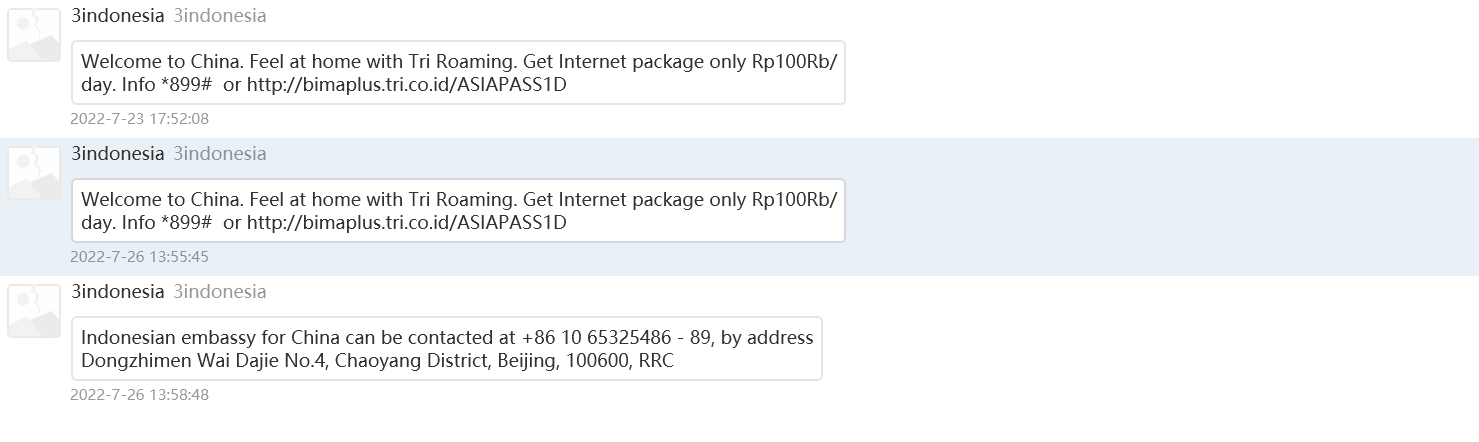 3indonesia 3indonesia
Welcome to China. Feel at home with Tri Roaming. Get Internet package only Rp100Rb/
day. Info *899#  or http://bimaplus.tri.co.id/ASIAPASS1D
2022-7-23 17:52:08
3indonesia 3indonesia
Welcome to China. Feel at home with Tri Roaming. Get Internet package only Rp100Rb/
day. Info *899#  or http://bimaplus.tri.co.id/ASIAPASS1D
2022-7-26 13:55:45
3indonesia 3indonesia
Indonesian embassy for China can be contacted at +86 10 65325486 - 89, by address
Dongzhimen Wai Dajie No.4, Chaoyang District, Beijing, 100600, RRC
2022-7-26 13:58:48